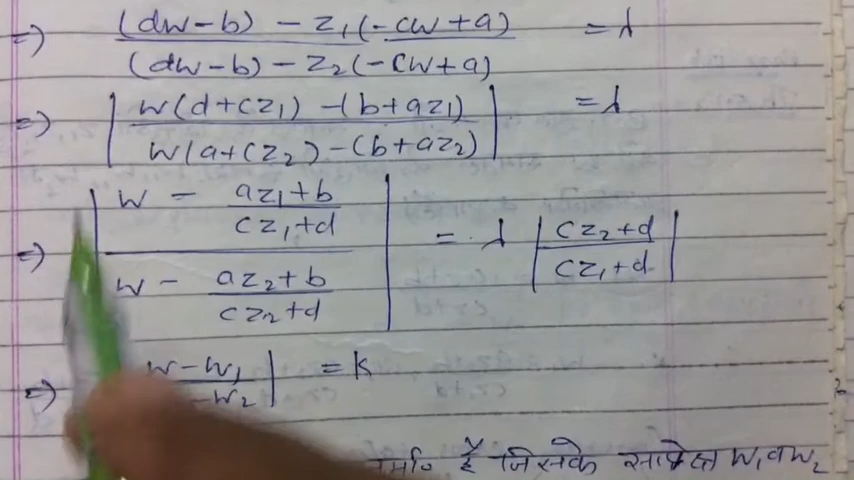 => (dw-b) - z₁(-cw+a) / (dw-b) - z₂(-cw+a) = λ
=> | w(d+cz₁) -(b+az₁) / w(a+cz₂) -(b+az₂) | = λ
=> | w - (az₁+b)/(cz₁+d) / w - (az₂+b)/(cz₂+d) | = λ | cz₂+d / cz₁+d |
=> w-w₁ / -w₂ | = k
है जिसके सापेक्ष w₁ व w₂